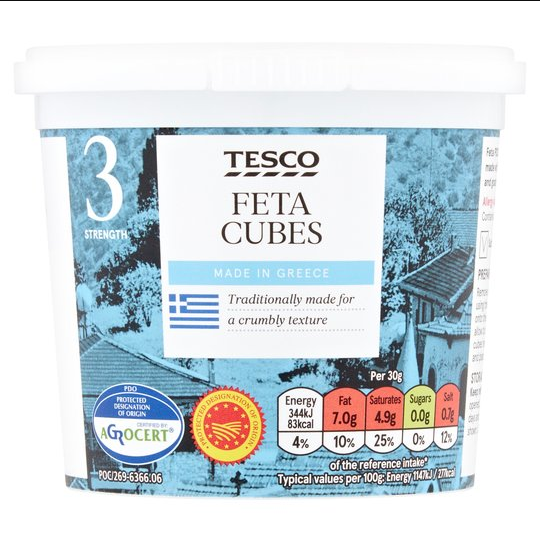 3
STRENGTH
TESCO
FETA
CUBES
MADE IN GREECE
Traditionally made for
a crumbly texture
PDO
PROTECTED
DESIGNATION
OF ORIGIN
CERTIFIED BY:
AGROCERT®
POC/269-6366.06
PROTECTED DESIGNATION OF ORIGIN
Per 30g
Energy
344kJ
83kcal
4%
Fat
7.0g
10%
Saturates
4.9g
25%
Sugars
0.0g
0%
Salt
0.7g
12%
of the reference intake*
Typical values per 100g: Energy 1147kJ / 277kcal
Feta
made
and